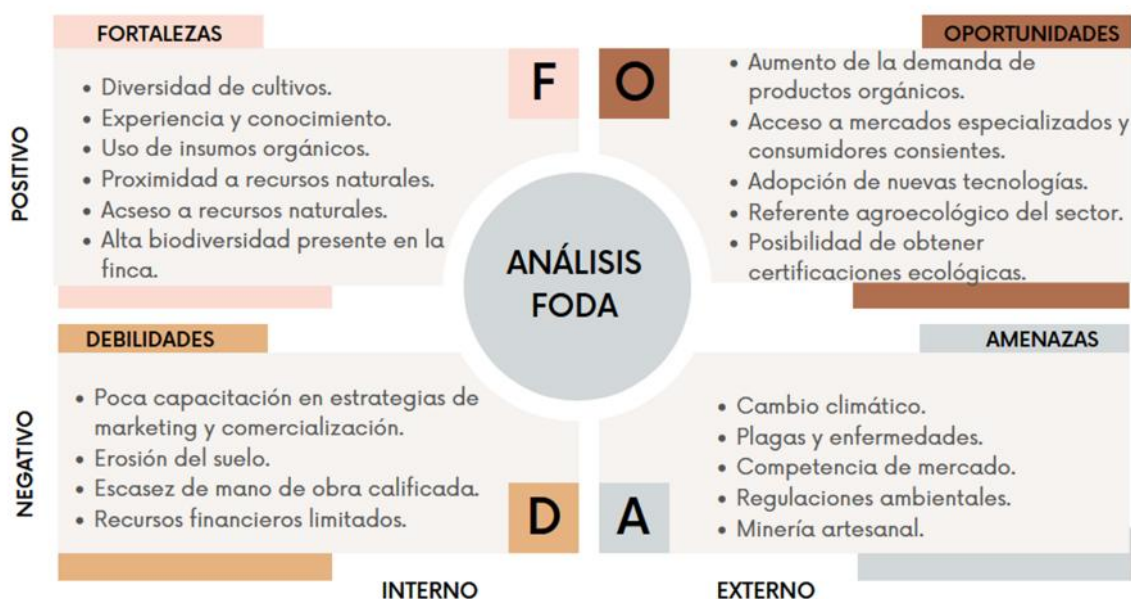 FORTALEZAS
• Diversidad de cultivos.
• Experiencia y conocimiento.
• Uso de insumos orgánicos.
• Proximidad a recursos naturales.
• Acseso a recursos naturales.
• Alta biodiversidad presente en la
finca.
F
OPORTUNIDADES
• Aumento de la demanda de
productos orgánicos.
• Acceso a mercados especializados y
consumidores consientes.
• Adopción de nuevas tecnologías.
• Referente agroecológico del sector.
• Posibilidad de obtener
certificaciones ecológicas.
O
POSITIVO
ANÁLISIS
FODA
DEBILIDADES
• Poca capacitación en estrategias de
marketing y comercialización.
• Erosión del suelo.
• Escasez de mano de obra calificada.
• Recursos financieros limitados.
D
AMENAZAS
• Cambio climático.
• Plagas y enfermedades.
• Competencia de mercado.
• Regulaciones ambientales.
• Minería artesanal.
A
NEGATIVO
INTERNO
EXTERNO